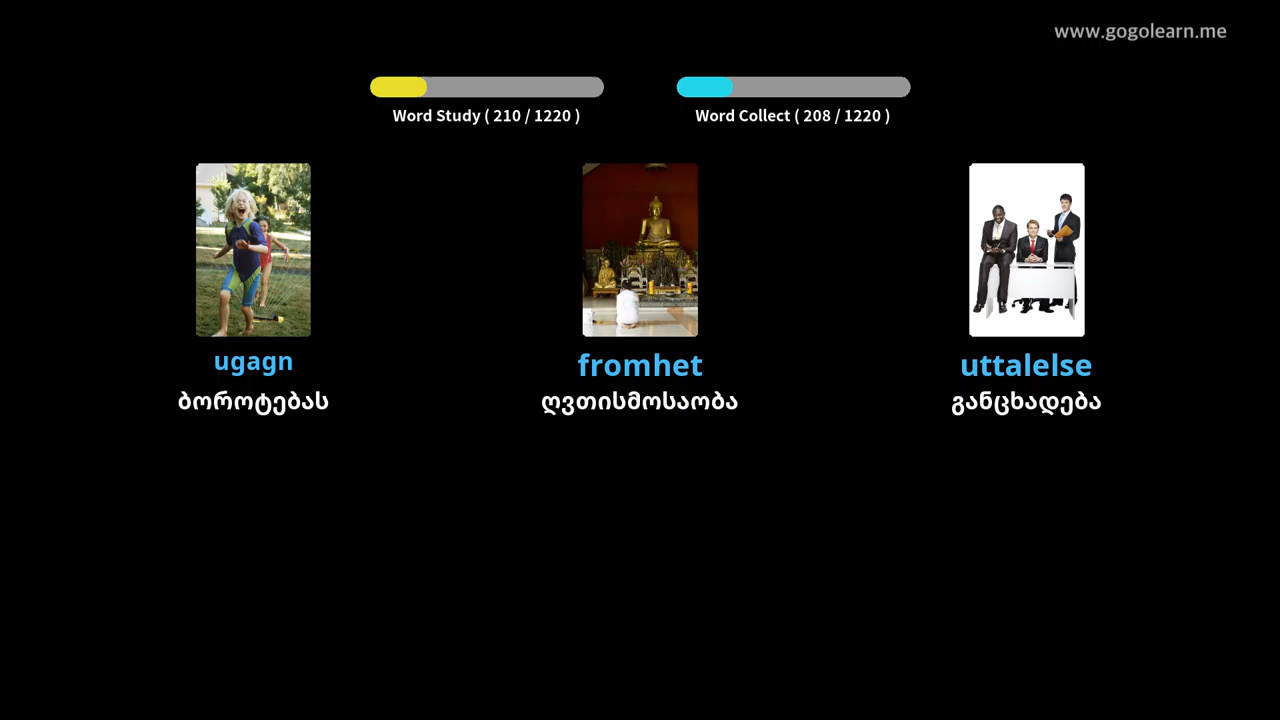 www.gogolearn.me
Word Study ( 210 / 1220 )
Word Collect ( 208 / 1220 )
ugagn
fromhet
uttalelse
ბოროტებას
ღვთისმოსაობა
განცხადება